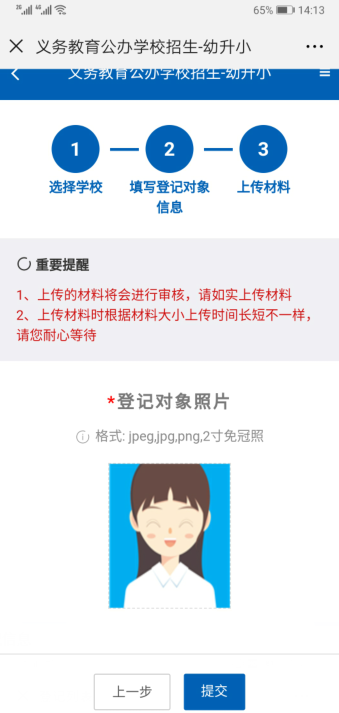 2G 4G 65% 14:13
义务教育公办学校招生-幼升小
义务教育公办学校招生-幼升小
1 2 3
选择学校 填写登记对象 上传材料
信息
重要提醒
1、上传的材料将会进行审核，请如实上传材料
2、上传材料时根据材料大小上传时间长短不一样，
请您耐心等待
*登记对象照片
格式: jpeg,jpg,png,2寸免冠照
上一步 提交